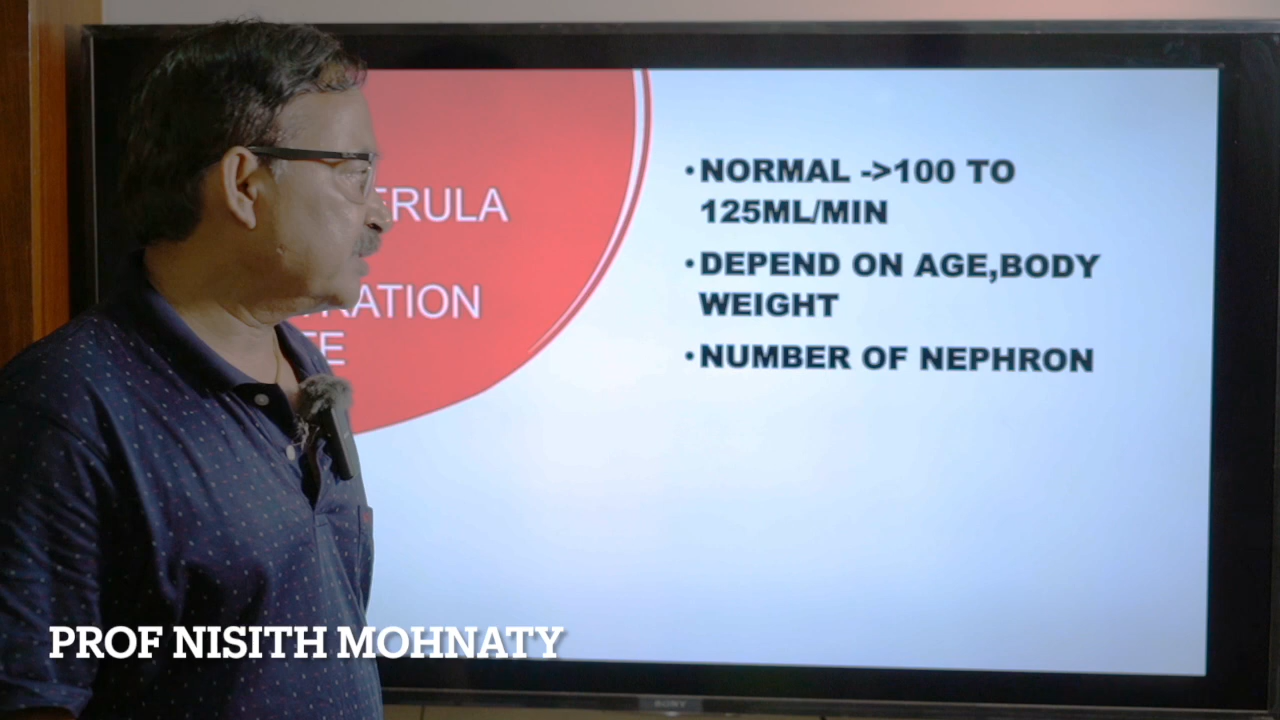 ERULA
RATION
TE
•NORMAL ->100 TO
125ML/MIN
•DEPEND ON AGE,BODY
WEIGHT
•NUMBER OF NEPHRON
PROF NISITH MOHNATY
SONY